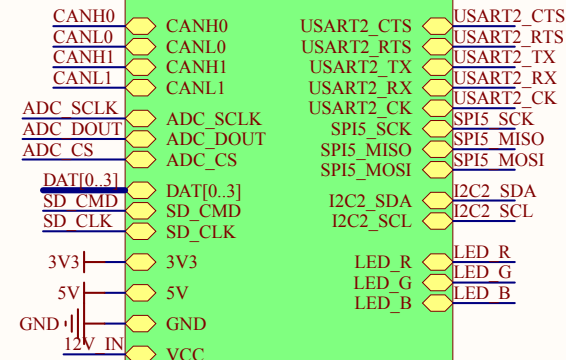 CANH0 CANH0 USART2_CTS USART2_CTS
CANL0 CANL0 USART2_RTS USART2_RTS
CANH1 CANH1 USART2_TX USART2_TX
CANL1 CANL1 USART2_RX USART2_RX
USART2_CK USART2_CK
ADC_SCLK ADC_SCLK SPI5_SCK SPI5_SCK
ADC_DOUT ADC_DOUT SPI5_MISO SPI5_MISO
ADC_CS ADC_CS SPI5_MOSI SPI5_MOSI
DAT[0..3] DAT[0..3] I2C2_SDA I2C2_SDA
SD_CMD SD_CMD I2C2_SCL I2C2_SCL
SD_CLK SD_CLK
3V3 3V3 LED_R LED_R
LED_G LED_G
5V 5V LED_B LED_B
GND GND
12V_IN VCC